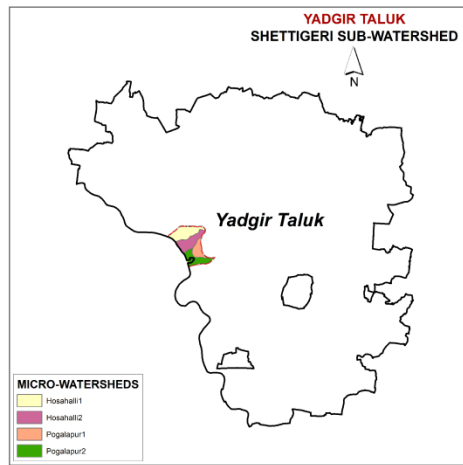 YADGIR TALUK
SHETTIGERI SUB-WATERSHED
N
Yadgir Taluk
MICRO-WATERSHEDS
Hosahalli1
Hosahalli2
Pogalapur1
Pogalapur2